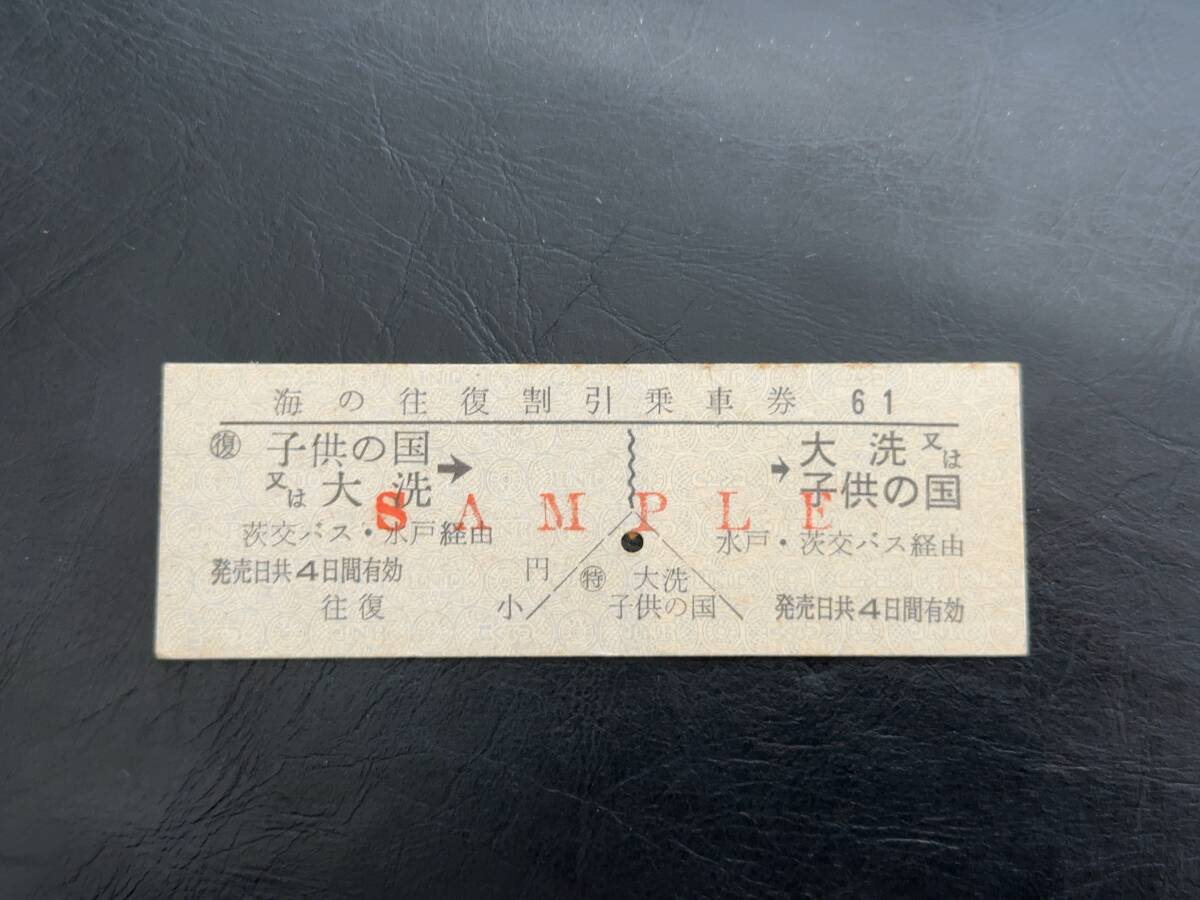 海の往復割引乗車券 61
㊝ 子供の国
又は 大洗 →
→ 大洗 又は
子供の国
SAMPLE
茨交バス・水戸経由
水戸・茨交バス経由
発売日共4日間有効
円
往復
小
特 大洗
子供の国
発売日共4日間有効